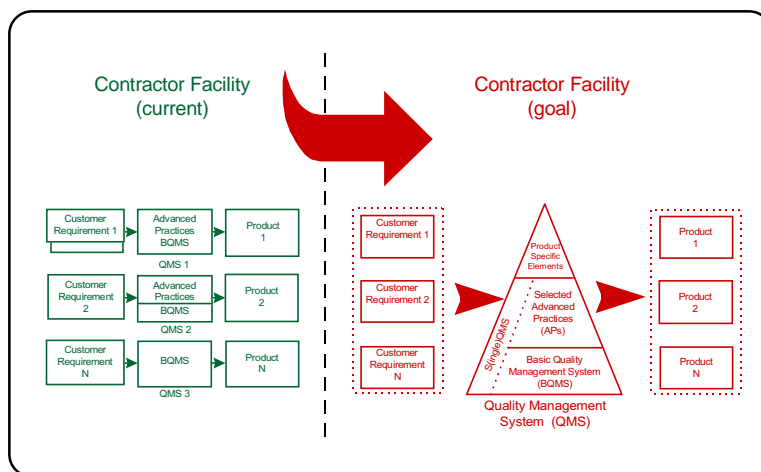 Contractor Facility
(current)
Customer
Requirement 1
Advanced
Practices
BQMS
Product
1
QMS 1
Customer
Requirement
2
Advanced
Practices
BQMS
Product
2
QMS 2
Customer
Requirement
N
BQMS
Product
N
QMS 3
Contractor Facility
(goal)
Customer
Requirement 1
Customer
Requirement 2
Customer
Requirement
N
Product
Specific
Elements
Selected
Advanced
Practices
(APs)
S(ingle)QMS
Basic Quality
Management System
(BQMS)
Quality Management
System (QMS)
Product
1
Product
2
Product
N